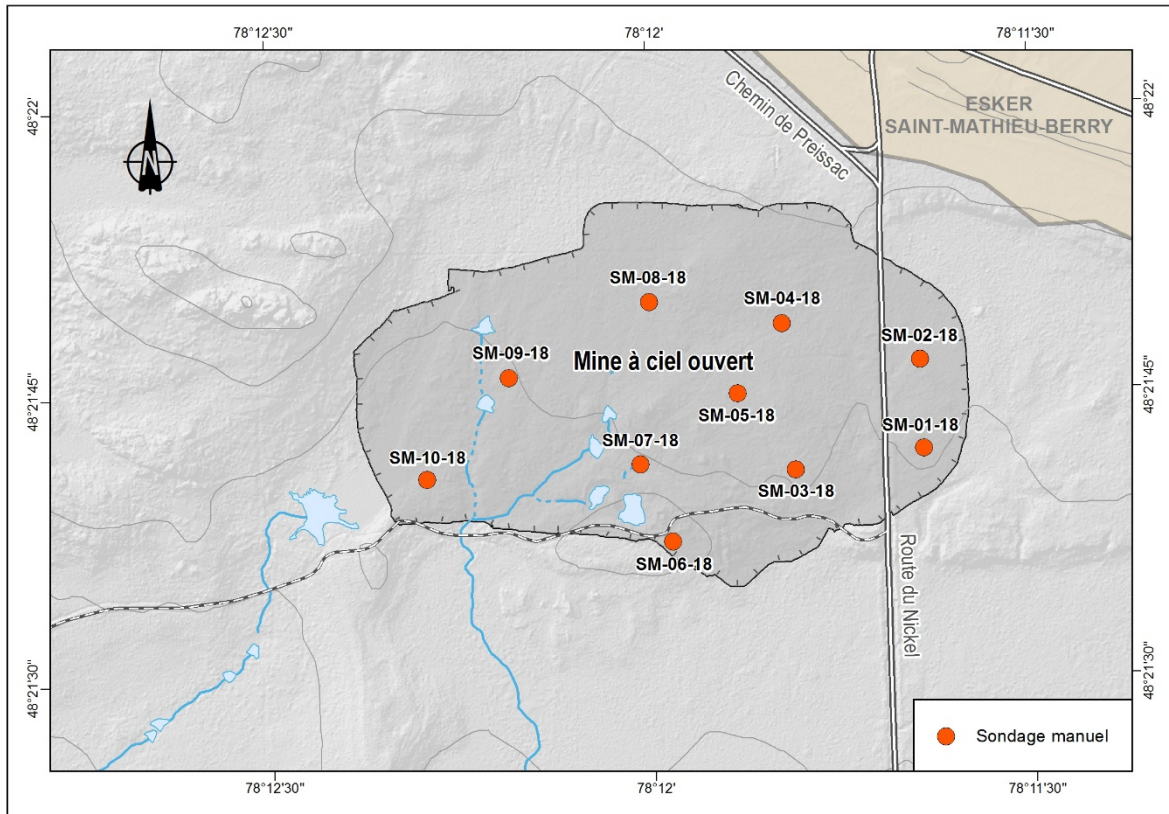 78°12'30"
78°12'
78°11'30"
48°22'
48°22'
Chemin de Preissac
ESKER
SAINT-MATHIEU-BERRY
N
SM-08-18
SM-04-18
SM-02-18
SM-09-18
Mine à ciel ouvert
48°21'45"
48°21'45"
SM-05-18
SM-01-18
SM-07-18
SM-10-18
SM-03-18
SM-06-18
Route du Nickel
48°21'30"
48°21'30"
Sondage manuel
78°12'30"
78°12'
78°11'30"